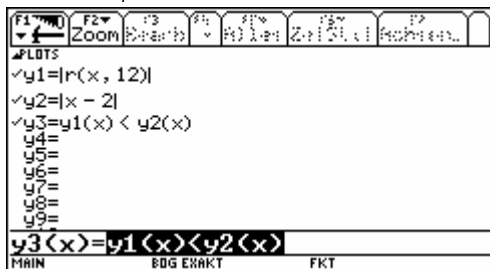 F1 F2 Zoom
PLOTS
✓y1=|r(x, 12)|
✓y2=|x - 2|
✓y3=y1(x) < y2(x)
y4=
y5=
y6=
y7=
y8=
y9=
y3(x)=y1(x)<y2(x)
MAIN BOG EXAKT FKT